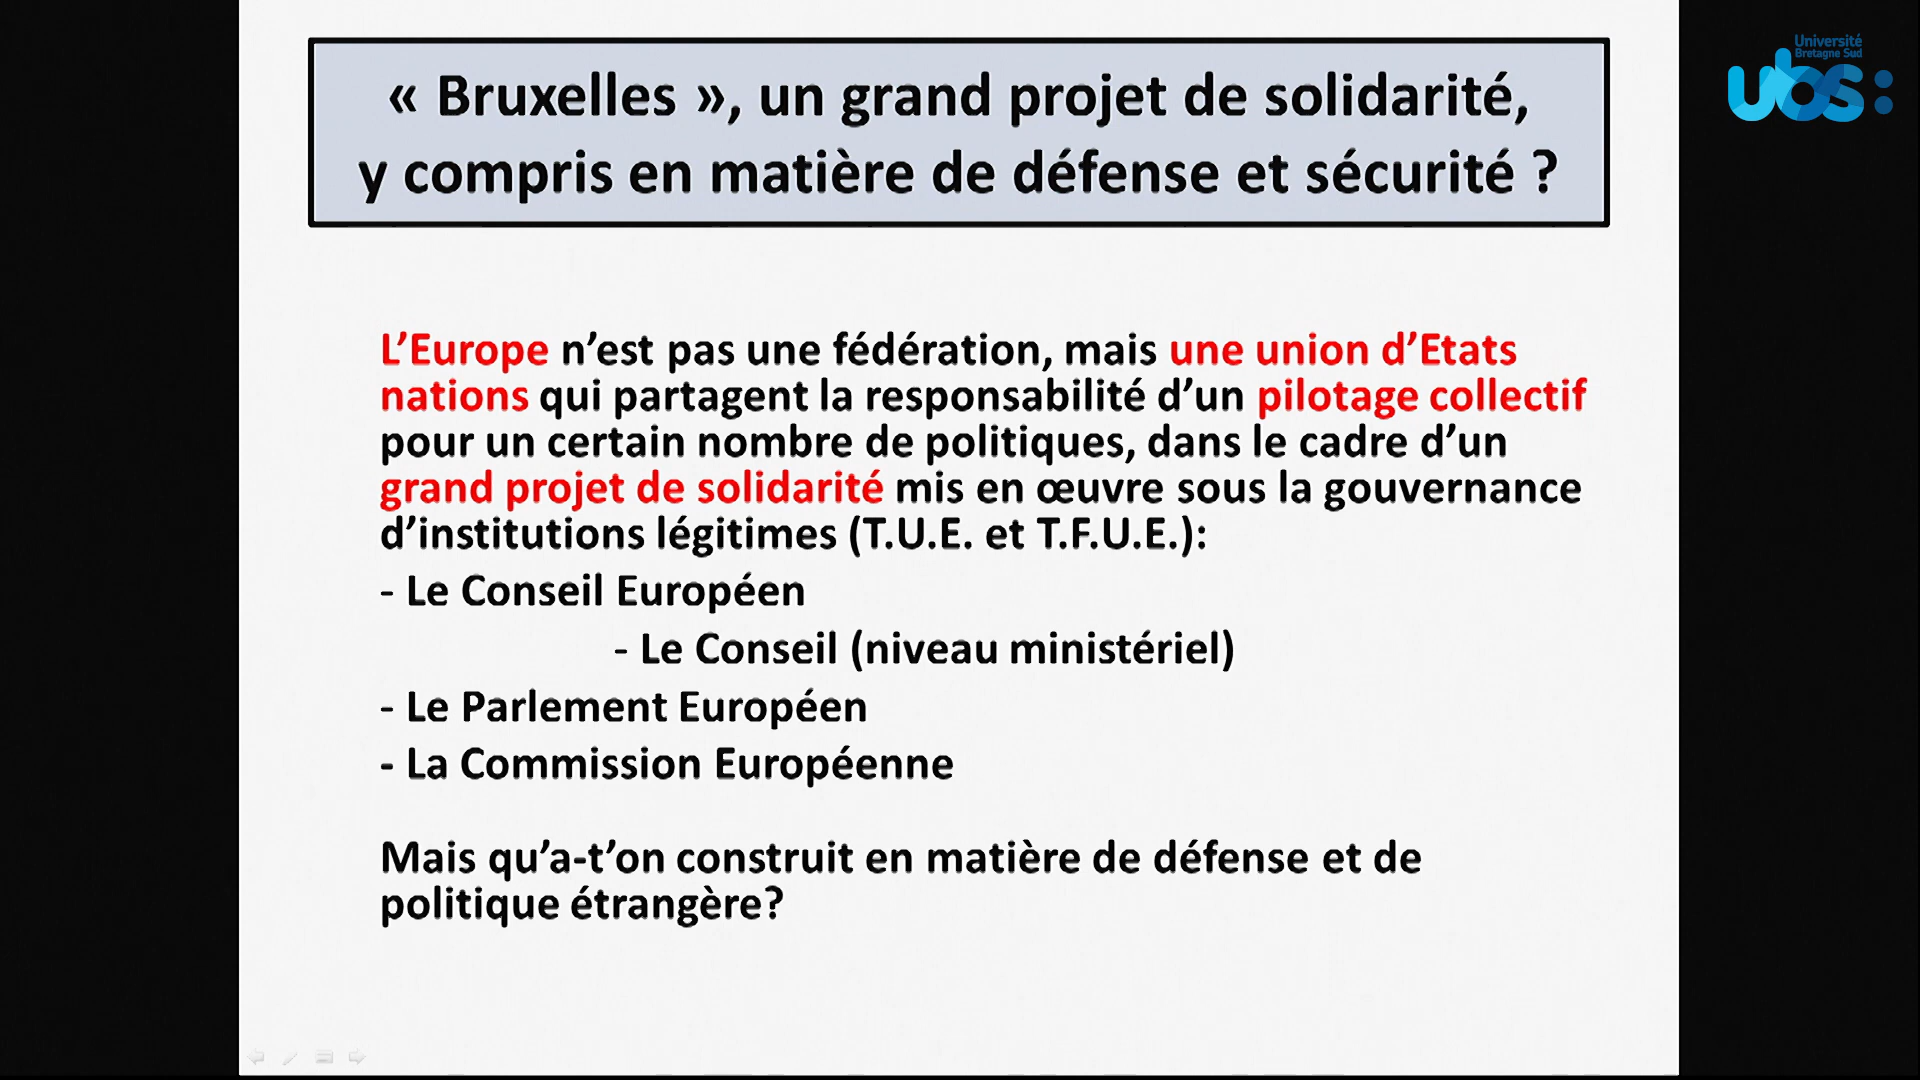 « Bruxelles », un grand projet de solidarité,
y compris en matière de défense et sécurité ?
Université
Bretagne Sud
ubs:
L’Europe n’est pas une fédération, mais une union d’Etats
nations qui partagent la responsabilité d’un pilotage collectif
pour un certain nombre de politiques, dans le cadre d’un
grand projet de solidarité mis en œuvre sous la gouvernance
d’institutions légitimes (T.U.E. et T.F.U.E.):
- Le Conseil Européen
- Le Conseil (niveau ministériel)
- Le Parlement Européen
- La Commission Européenne
Mais qu’a-t’on construit en matière de défense et de
politique étrangère?